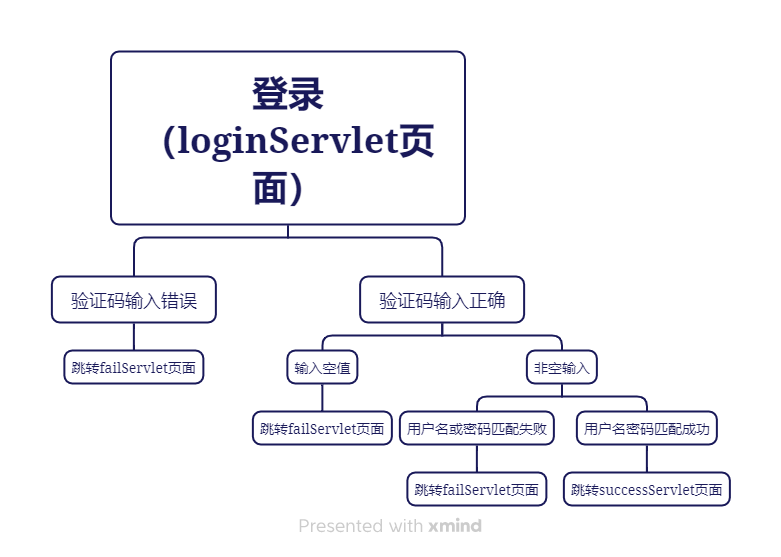 登录
（loginServlet页
面）
验证码输入错误
验证码输入正确
跳转failServlet页面
输入空值
非空输入
跳转failServlet页面
用户名或密码匹配失败
用户名密码匹配成功
跳转failServlet页面
跳转successServlet页面
Presented with xmind